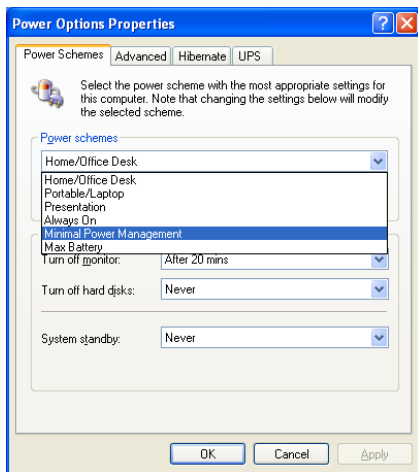 Power Options Properties
Power Schemes Advanced Hibernate UPS
Select the power scheme with the most appropriate settings for
this computer. Note that changing the settings below will modify
the selected scheme.
Power schemes
Home/Office Desk
Home/Office Desk
Portable/Laptop
Presentation
Always On
Minimal Power Management
Max Battery
Turn off monitor: After 20 mins
Turn off hard disks: Never
System standby: Never
OK Cancel Apply